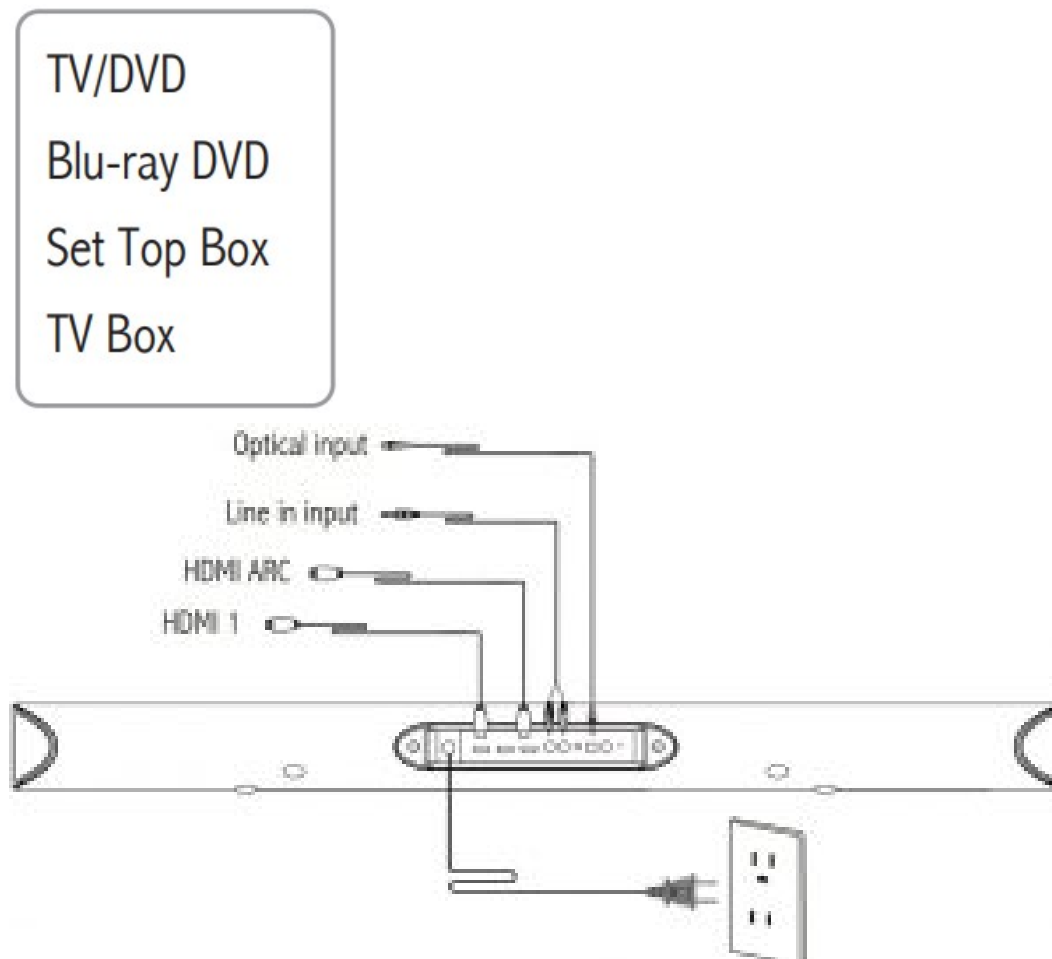 TV/DVD
Blu-ray DVD
Set Top Box
TV Box
Optical input
Line in input
HDMI ARC
HDMI 1